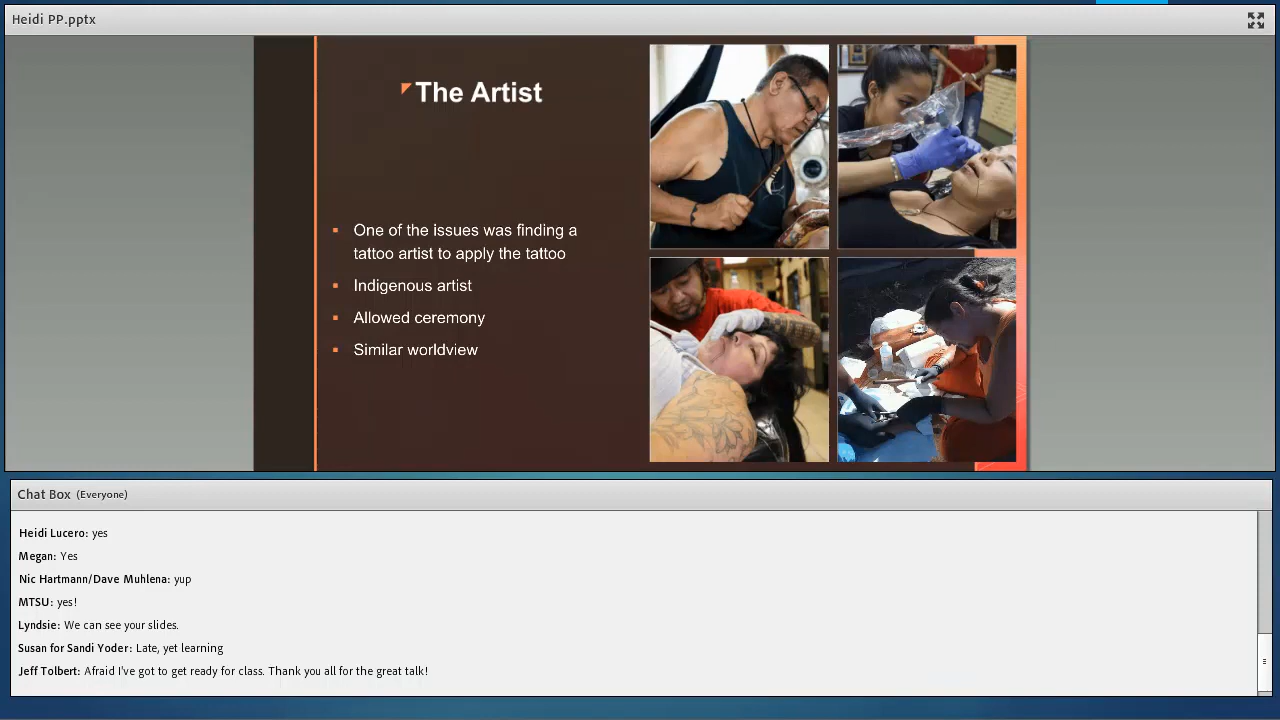 Heidi PP.pptx
The Artist
One of the issues was finding a
tattoo artist to apply the tattoo
Indigenous artist
Allowed ceremony
Similar worldview
Chat Box (Everyone)
Heidi Lucero: yes
Megan: Yes
Nic Hartmann/Dave Muhlena: yup
MTSU: yes!
Lyndsie: We can see your slides.
Susan for Sandi Yoder: Late, yet learning
Jeff Tolbert: Afraid I've got to get ready for class. Thank you all for the great talk!